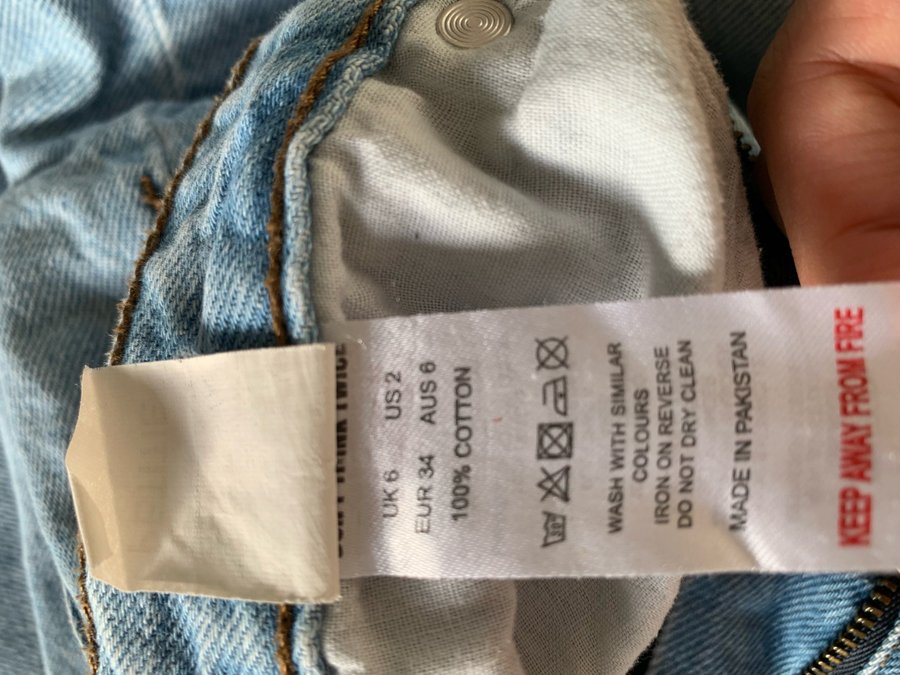 UK 6 US 2
EUR 34 AUS 6
100% COTTON
WASH WITH SIMILAR
COLOURS
IRON ON REVERSE
DO NOT DRY CLEAN
MADE IN PAKISTAN
KEEP AWAY FROM FIRE